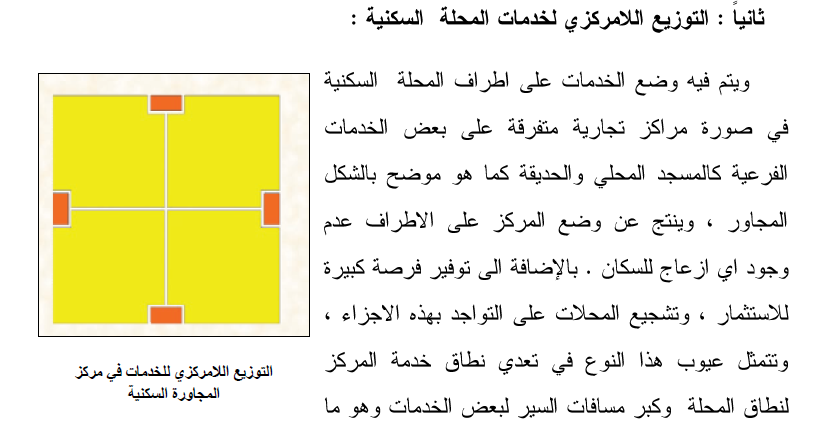 ثانياً : التوزيع اللامركزي لخدمات المحلة السكنية :
ويتم فيه وضع الخدمات على اطراف المحلة السكنية
في صورة مراكز تجارية متفرقة على بعض الخدمات
الفرعية كالمسجد المحلي والحديقة كما هو موضح بالشكل
المجاور ، وينتج عن وضع المركز على الاطراف عدم
وجود اي ازعاج للسكان . بالإضافة الى توفير فرصة كبيرة
للاستثمار ، وتشجيع المحلات على التواجد بهذه الاجزاء ،
وتتمثل عيوب هذا النوع في تعدي نطاق خدمة المركز
لنطاق المحلة وكبر مسافات السير لبعض الخدمات وهو ما
التوزيع اللامركزي للخدمات في مركز
المجاورة السكنية